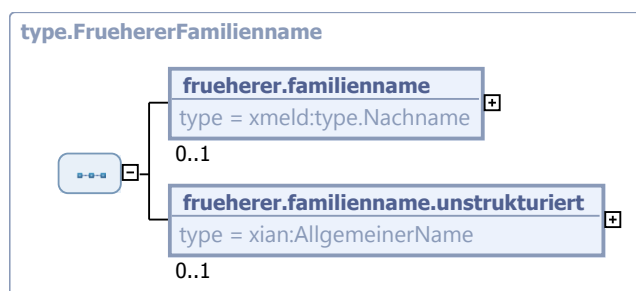 type.FruehererFamilienname
frueherer.familienname
type = xmeld:type.Nachname
0..1
frueherer.familienname.unstrukturiert
type = xian:AllgemeinerName
0..1